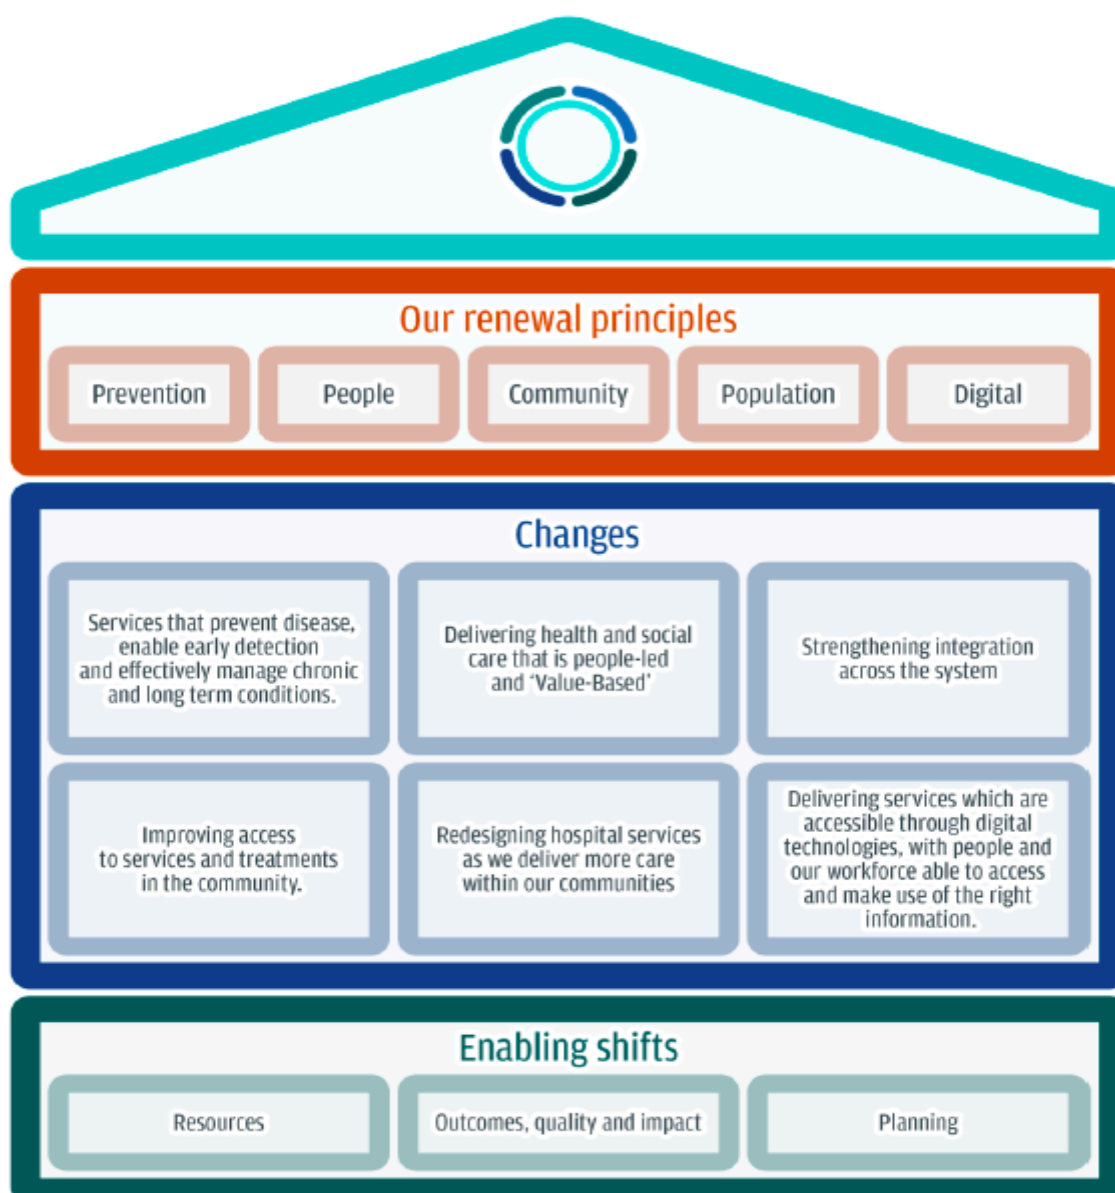 Our renewal principles
Prevention
People
Community
Population
Digital
Changes
Services that prevent disease,
enable early detection
and effectively manage chronic
and long term conditions.
Delivering health and social
care that is people-led
and ‘Value-Based’
Strengthening integration
across the system
Improving access
to services and treatments
in the community.
Redesigning hospital services
as we deliver more care
within our communities
Delivering services which are
accessible through digital
technologies, with people and
our workforce able to access
and make use of the right
information.
Enabling shifts
Resources
Outcomes, quality and impact
Planning